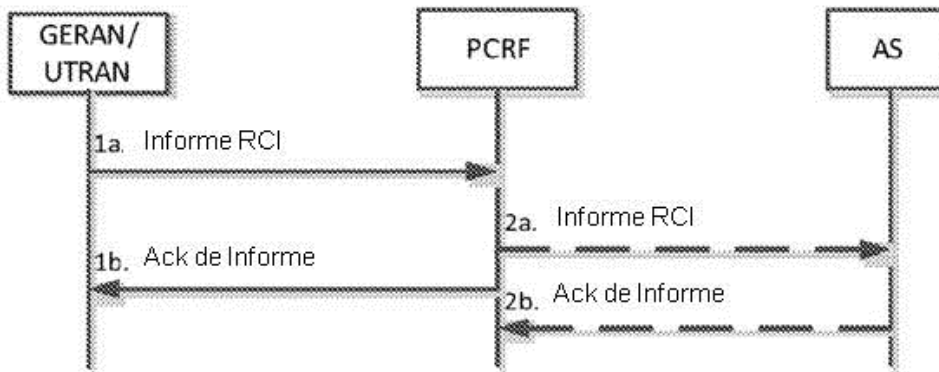 GERAN/
UTRAN
PCRF
AS
1a. Informe RCI
2a. Informe RCI
1b. Ack de Informe
2b. Ack de Informe